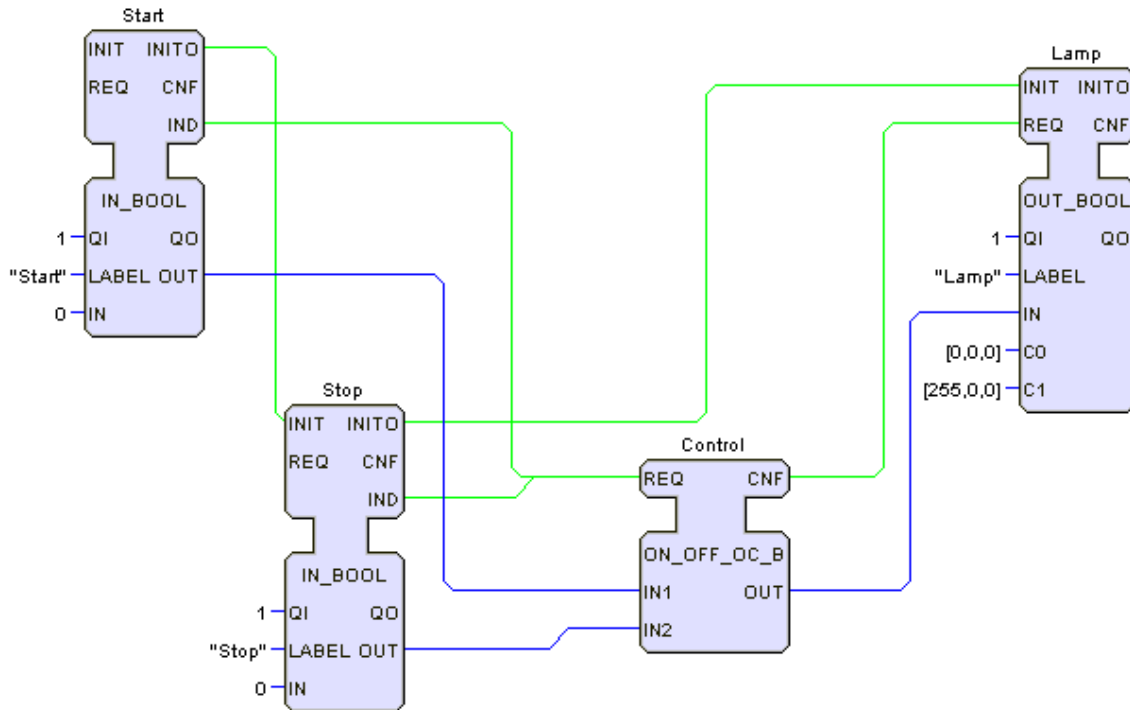 Start
INIT INITO
REQ CNF
IND
IN_BOOL
1 QI QO
"Start" LABEL OUT
0 IN
Stop
INIT INITO
REQ CNF
IND
IN_BOOL
1 QI QO
"Stop" LABEL OUT
0 IN
Control
REQ CNF
ON_OFF_OC_B
IN1 OUT
IN2
Lamp
INIT INITO
REQ CNF
OUT_BOOL
1 QI QO
"Lamp" LABEL
IN
[0,0,0] C0
[255,0,0] C1